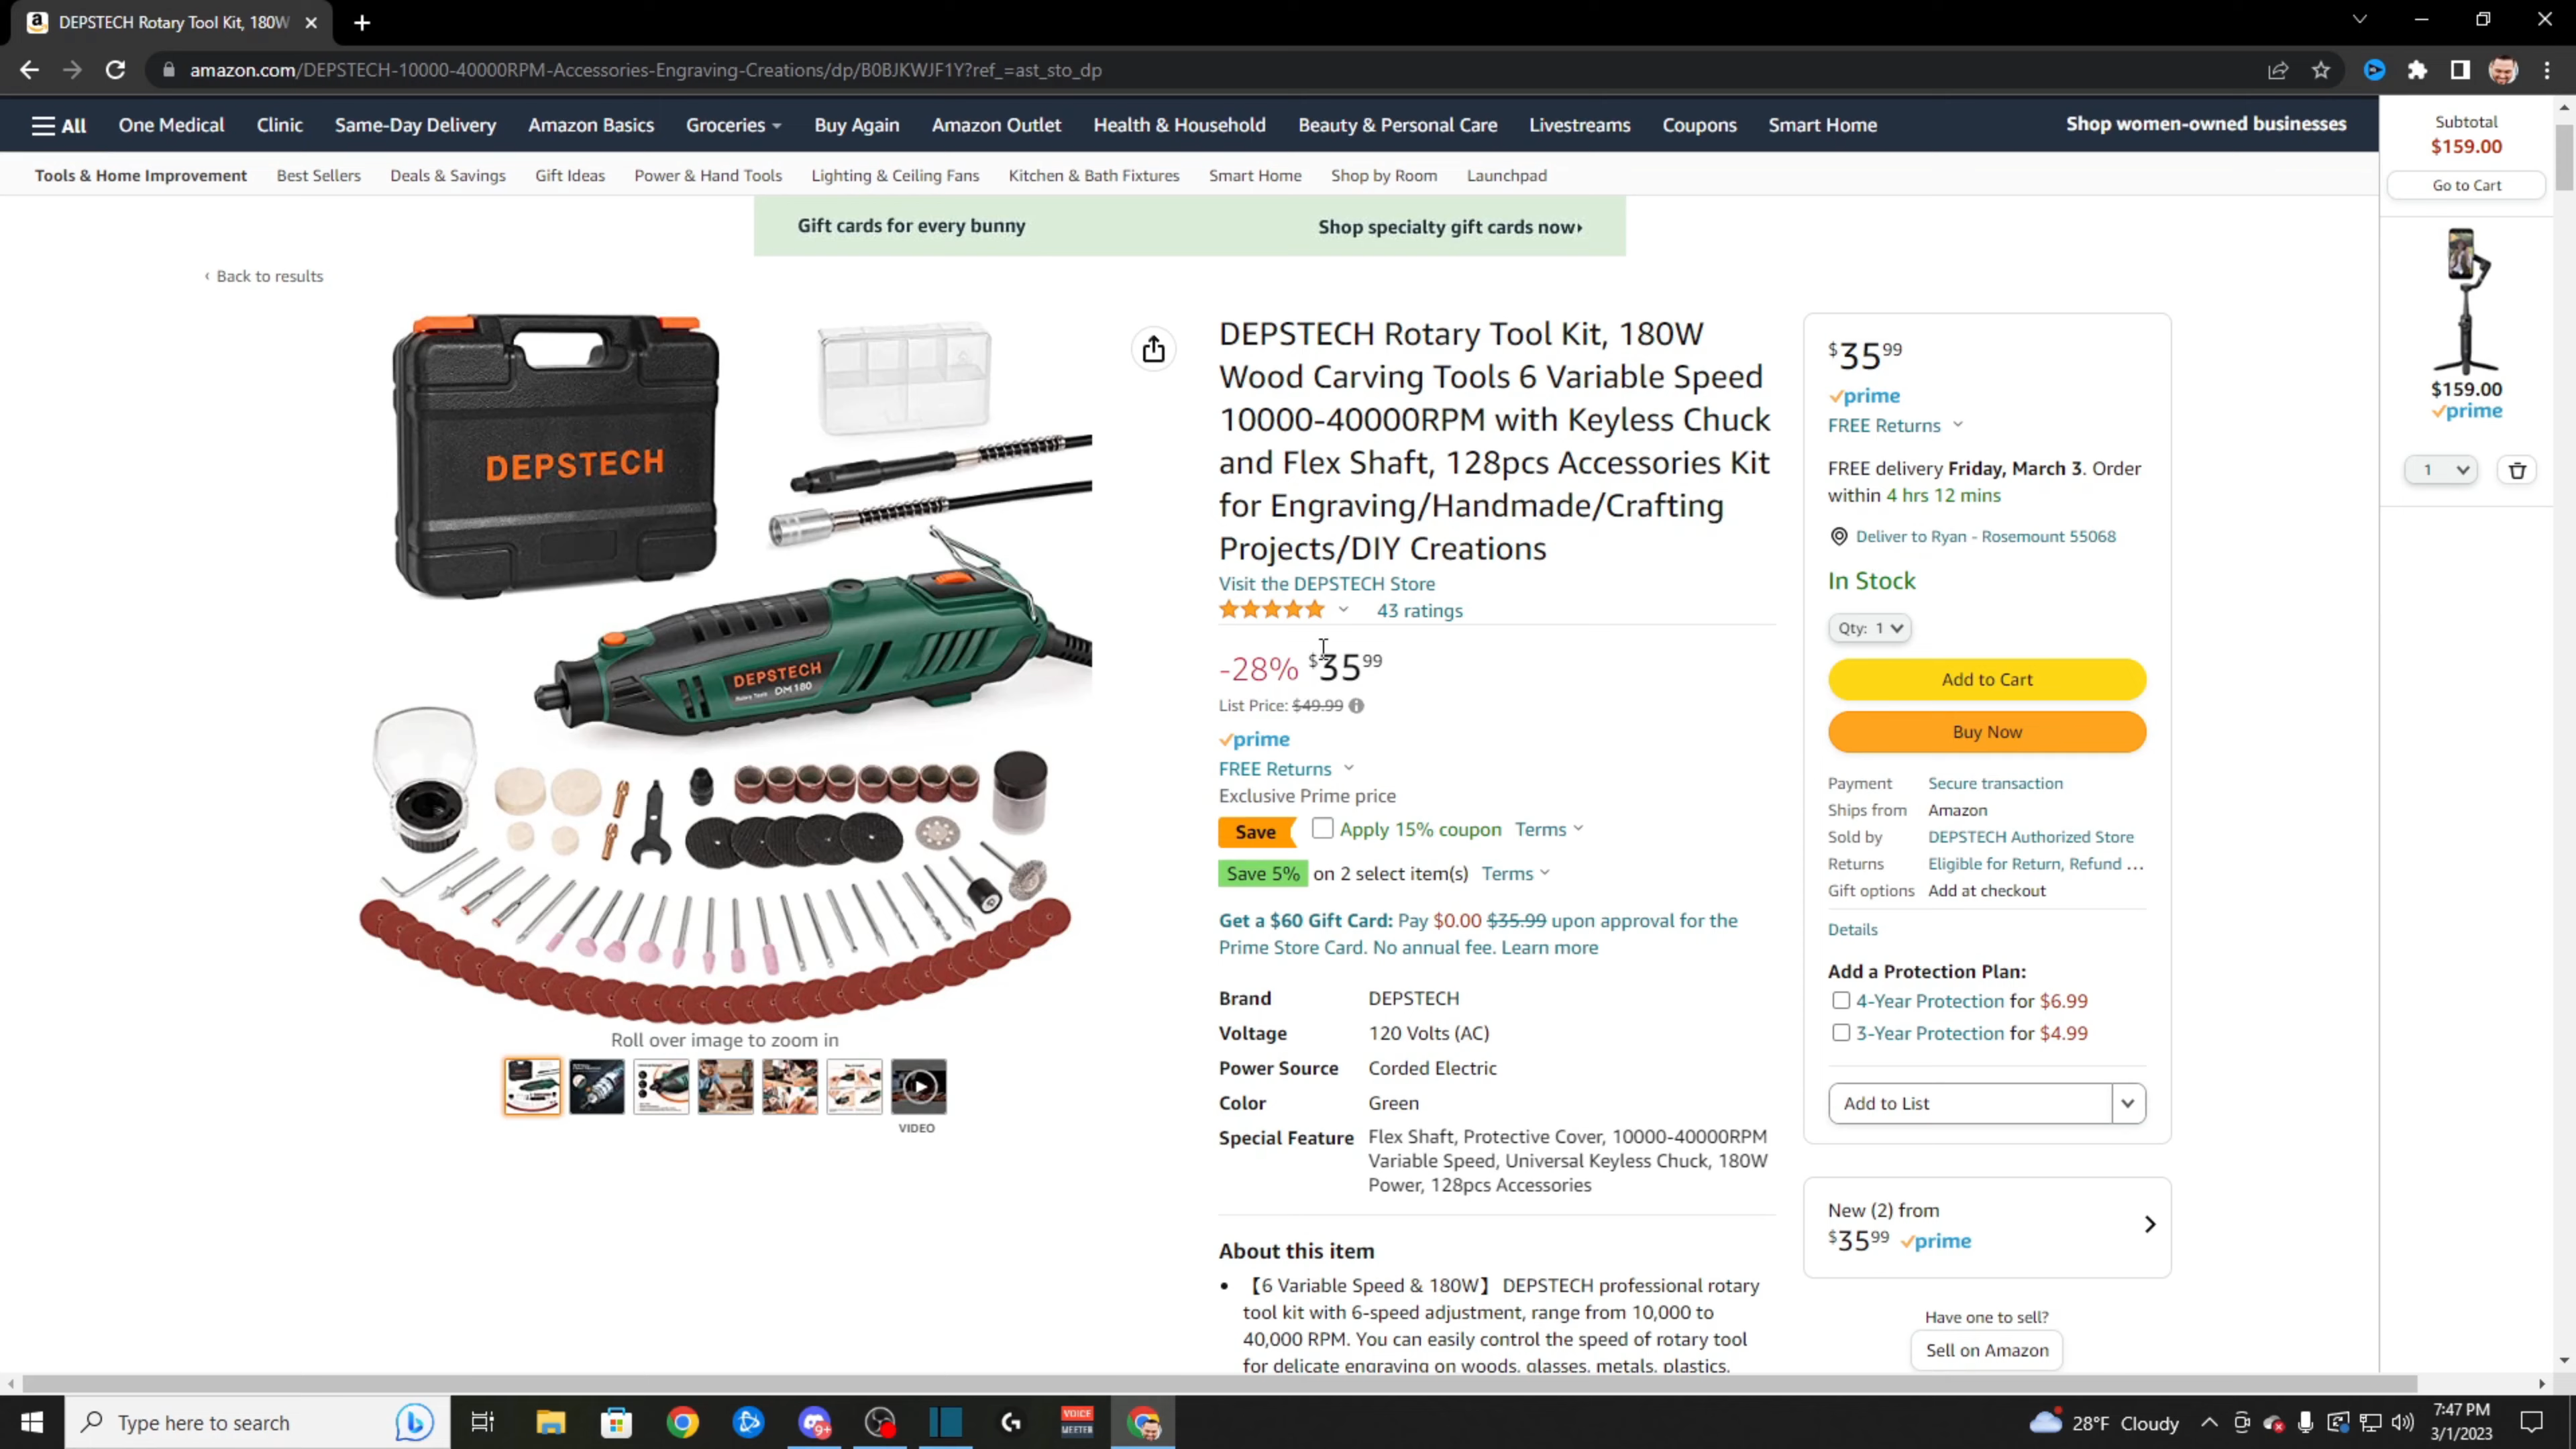 DEPSTECH Rotary Tool Kit, 180W
amazon.com/DEPSTECH-10000-40000RPM-Accessories-Engraving-Creations/dp/B0BJKWJF1Y?ref_=ast_sto_dp
All One Medical Clinic Same-Day Delivery Amazon Basics Groceries Buy Again Amazon Outlet Health & Household Beauty & Personal Care Livestreams Coupons Smart Home Shop women-owned businesses
Tools & Home Improvement Best Sellers Deals & Savings Gift Ideas Power & Hand Tools Lighting & Ceiling Fans Kitchen & Bath Fixtures Smart Home Shop by Room Launchpad
Subtotal
$159.00
Go to Cart
$159.00
prime
1
Gift cards for every bunny Shop specialty gift cards now
‹ Back to results
DEPSTECH
DEPSTECH
Rotary Tools DM180
Roll over image to zoom in
VIDEO
DEPSTECH Rotary Tool Kit, 180W
Wood Carving Tools 6 Variable Speed
10000-40000RPM with Keyless Chuck
and Flex Shaft, 128pcs Accessories Kit
for Engraving/Handmade/Crafting
Projects/DIY Creations
Visit the DEPSTECH Store
43 ratings
-28% $35 99
List Price: $49.99
prime
FREE Returns
Exclusive Prime price
Save Apply 15% coupon Terms
Save 5% on 2 select item(s) Terms
Get a $60 Gift Card: Pay $0.00 $35.99 upon approval for the
Prime Store Card. No annual fee. Learn more
Brand DEPSTECH
Voltage 120 Volts (AC)
Power Source Corded Electric
Color Green
Special Feature Flex Shaft, Protective Cover, 10000-40000RPM
Variable Speed, Universal Keyless Chuck, 180W
Power, 128pcs Accessories
About this item
• 【6 Variable Speed & 180W】 DEPSTECH professional rotary
tool kit with 6-speed adjustment, range from 10,000 to
40,000 RPM. You can easily control the speed of rotary tool
for delicate engraving on woods, glasses, metals, plastics,
$35 99
prime
FREE Returns
FREE delivery Friday, March 3. Order
within 4 hrs 12 mins
Deliver to Ryan - Rosemount 55068
In Stock
Qty: 1
Add to Cart
Buy Now
Payment Secure transaction
Ships from Amazon
Sold by DEPSTECH Authorized Store
Returns Eligible for Return, Refund ...
Gift options Add at checkout
Details
Add a Protection Plan:
4-Year Protection for $6.99
3-Year Protection for $4.99
Add to List
New (2) from
$35 99 prime
Have one to sell?
Sell on Amazon
Type here to search
9+
VOICE
MEETER
28°F Cloudy
7:47 PM
3/1/2023